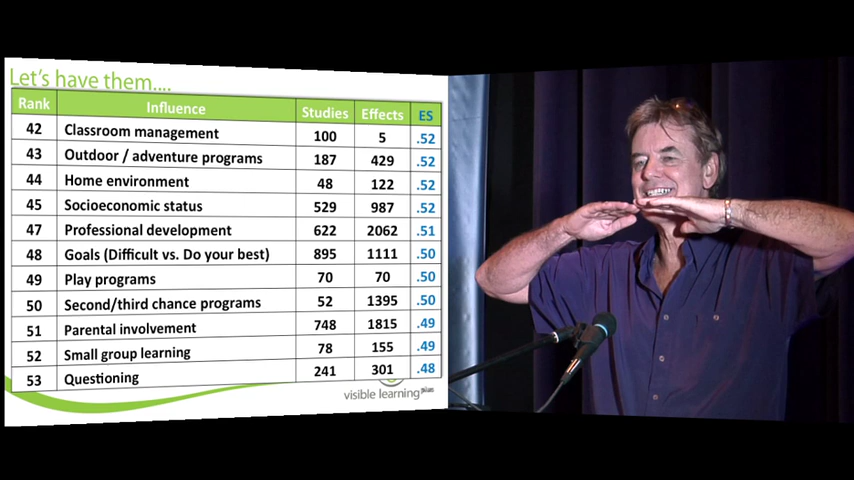 Let's have them....
Rank Influence Studies Effects ES
42 Classroom management 100 5 .52
43 Outdoor / adventure programs 187 429 .52
44 Home environment 48 122 .52
45 Socioeconomic status 529 987 .52
47 Professional development 622 2062 .51
48 Goals (Difficult vs. Do your best) 895 1111 .50
49 Play programs 70 70 .50
50 Second/third chance programs 52 1395 .50
51 Parental involvement 748 1815 .49
52 Small group learning 78 155 .49
53 Questioning 241 301 .48
visible learning